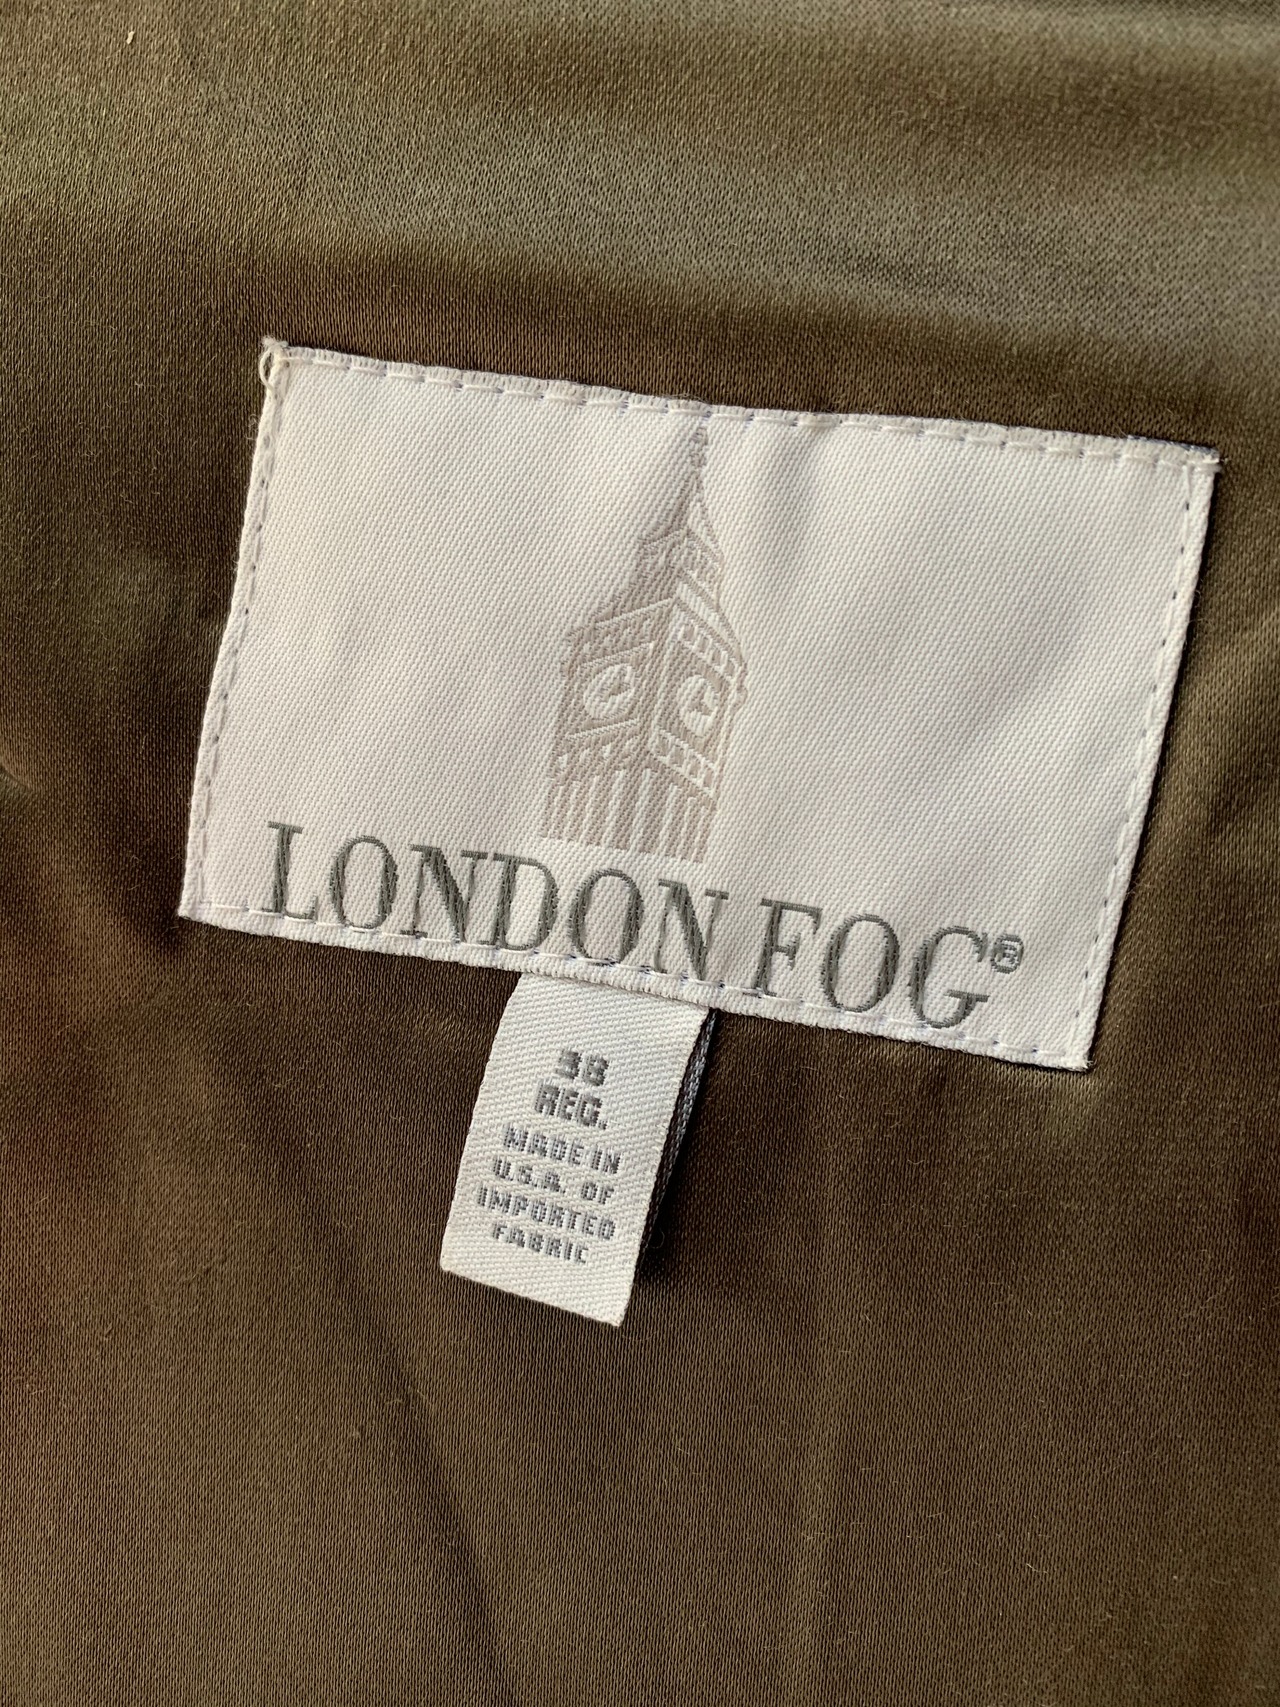 LONDON FOG®
38
REG.
MADE IN
U.S.A. OF
IMPORTED
FABRIC